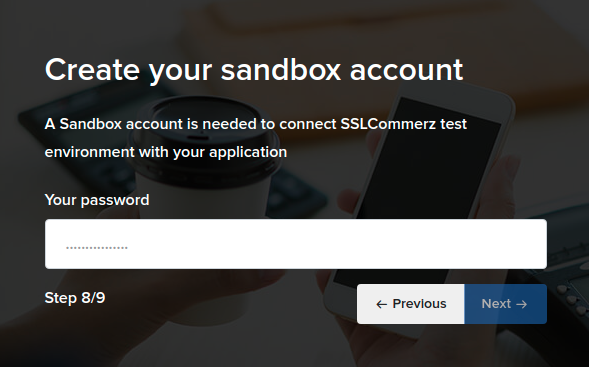 Create your sandbox account
A Sandbox account is needed to connect SSLCommerz test
environment with your application
Your password
................
Step 8/9
← Previous
Next →